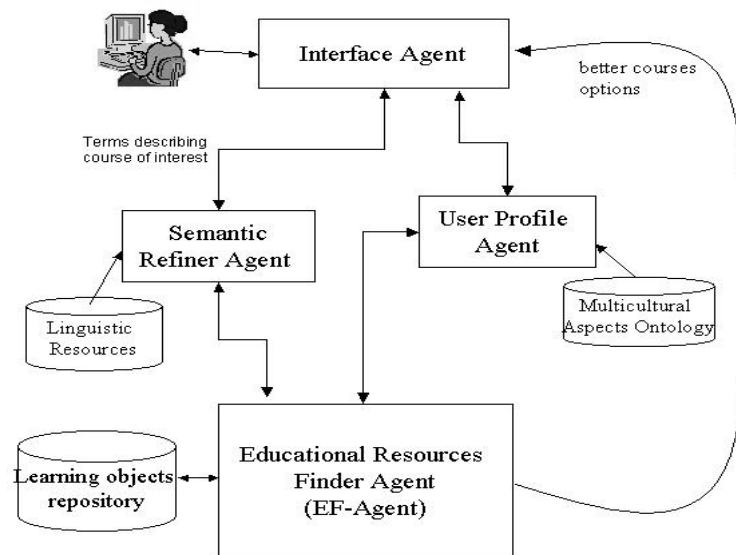 Interface Agent
better courses
options
Terms describing
course of interest
Semantic
Refiner Agent
User Profile
Agent
Linguistic
Resources
Multicultural
Aspects Ontology
Learning objects
repository
Educational Resources
Finder Agent
(EF-Agent)